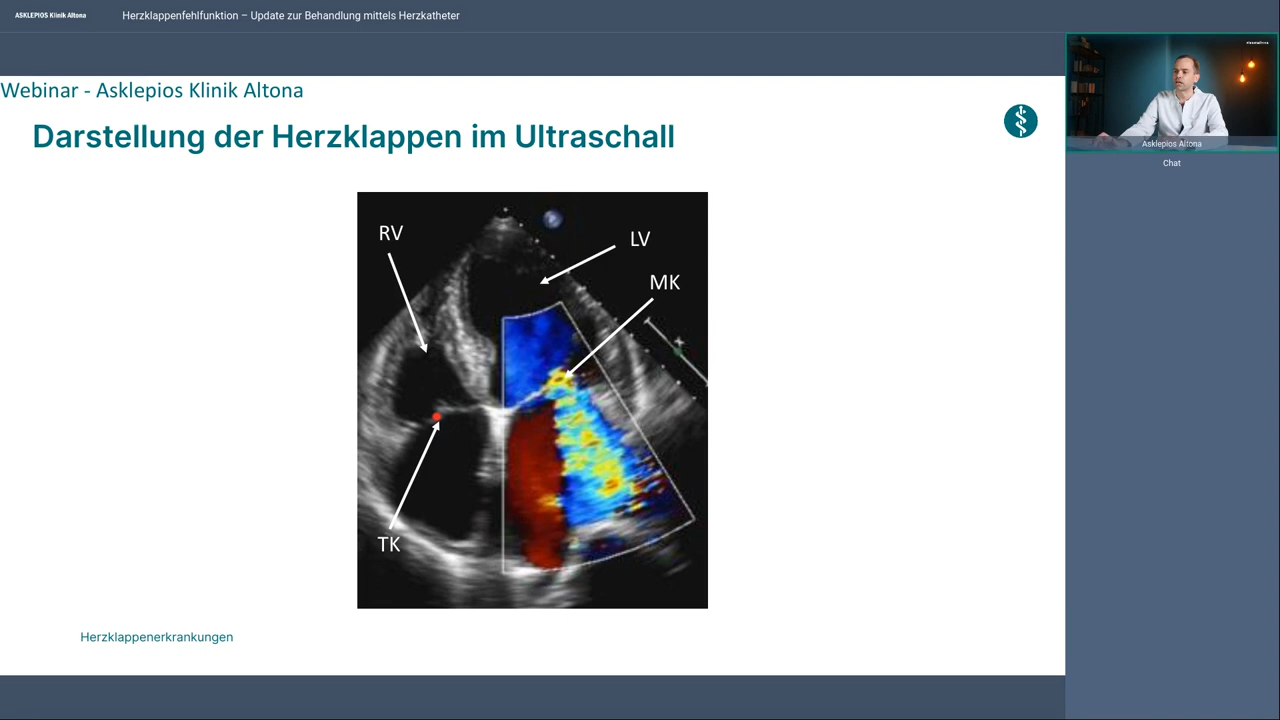 ASKLEPIOS Klinik Altona
Herzklappenfehlfunktion – Update zur Behandlung mittels Herzkatheter
Webinar - Asklepios Klinik Altona
Darstellung der Herzklappen im Ultraschall
RV
LV
MK
TK
Herzklappenerkrankungen
Asklepios Altona
Chat